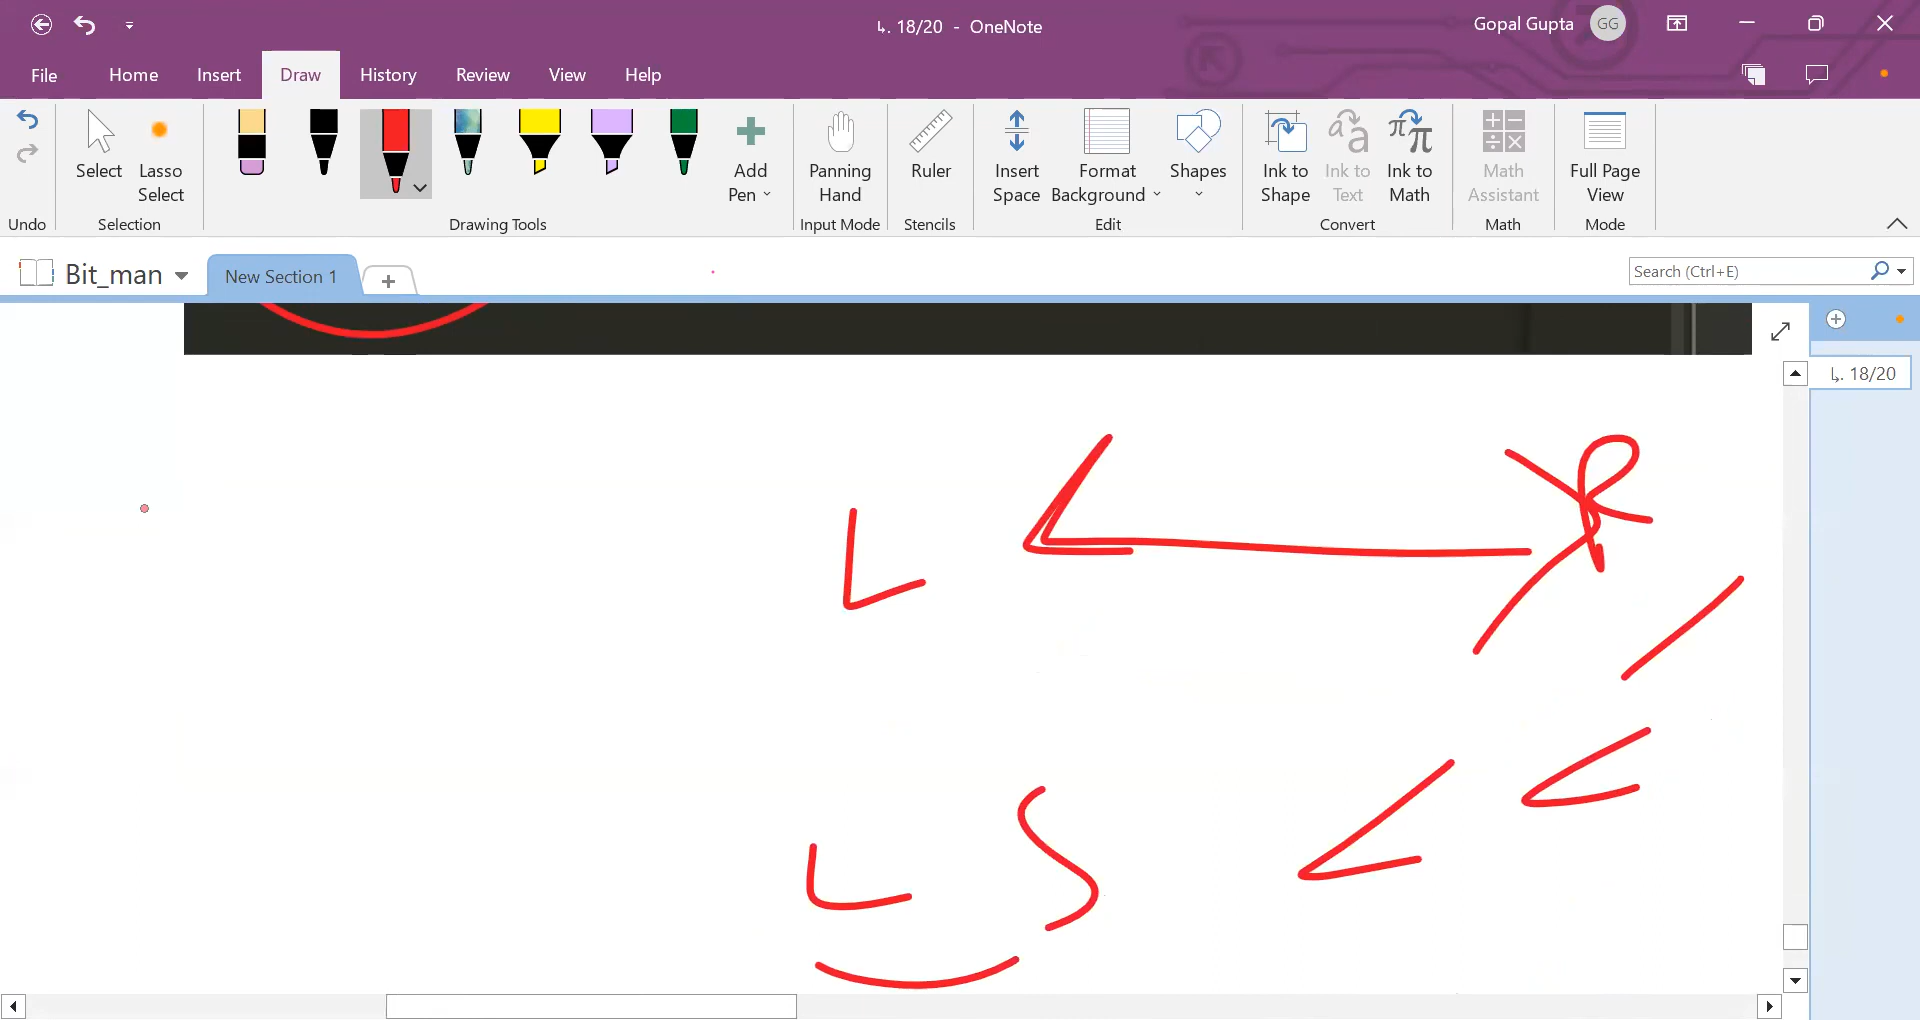 ч. 18/20 - OneNote
Gopal Gupta GG
File Home Insert Draw History Review View Help
Select
Lasso Select
Add Pen
Panning Hand
Ruler
Insert Space
Format Background
Shapes
Ink to Shape
Ink to Text
Ink to Math
Math Assistant
Full Page View
Undo Selection Drawing Tools Input Mode Stencils Edit Convert Math Mode
Bit_man New Section 1 + Search (Ctrl+E)
18/20
L R
L S <<